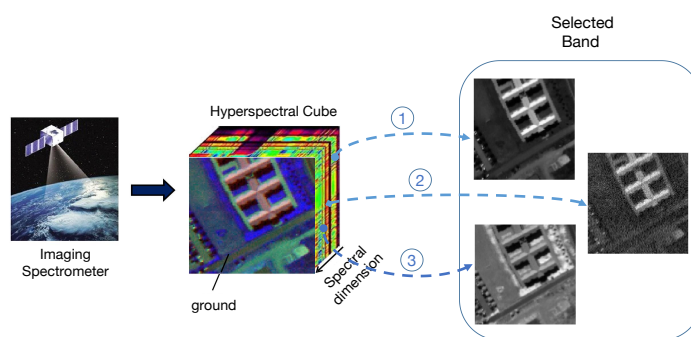 Selected
Band
Hyperspectral Cube
1
2
3
Imaging
Spectrometer
Spectral
dimension
ground